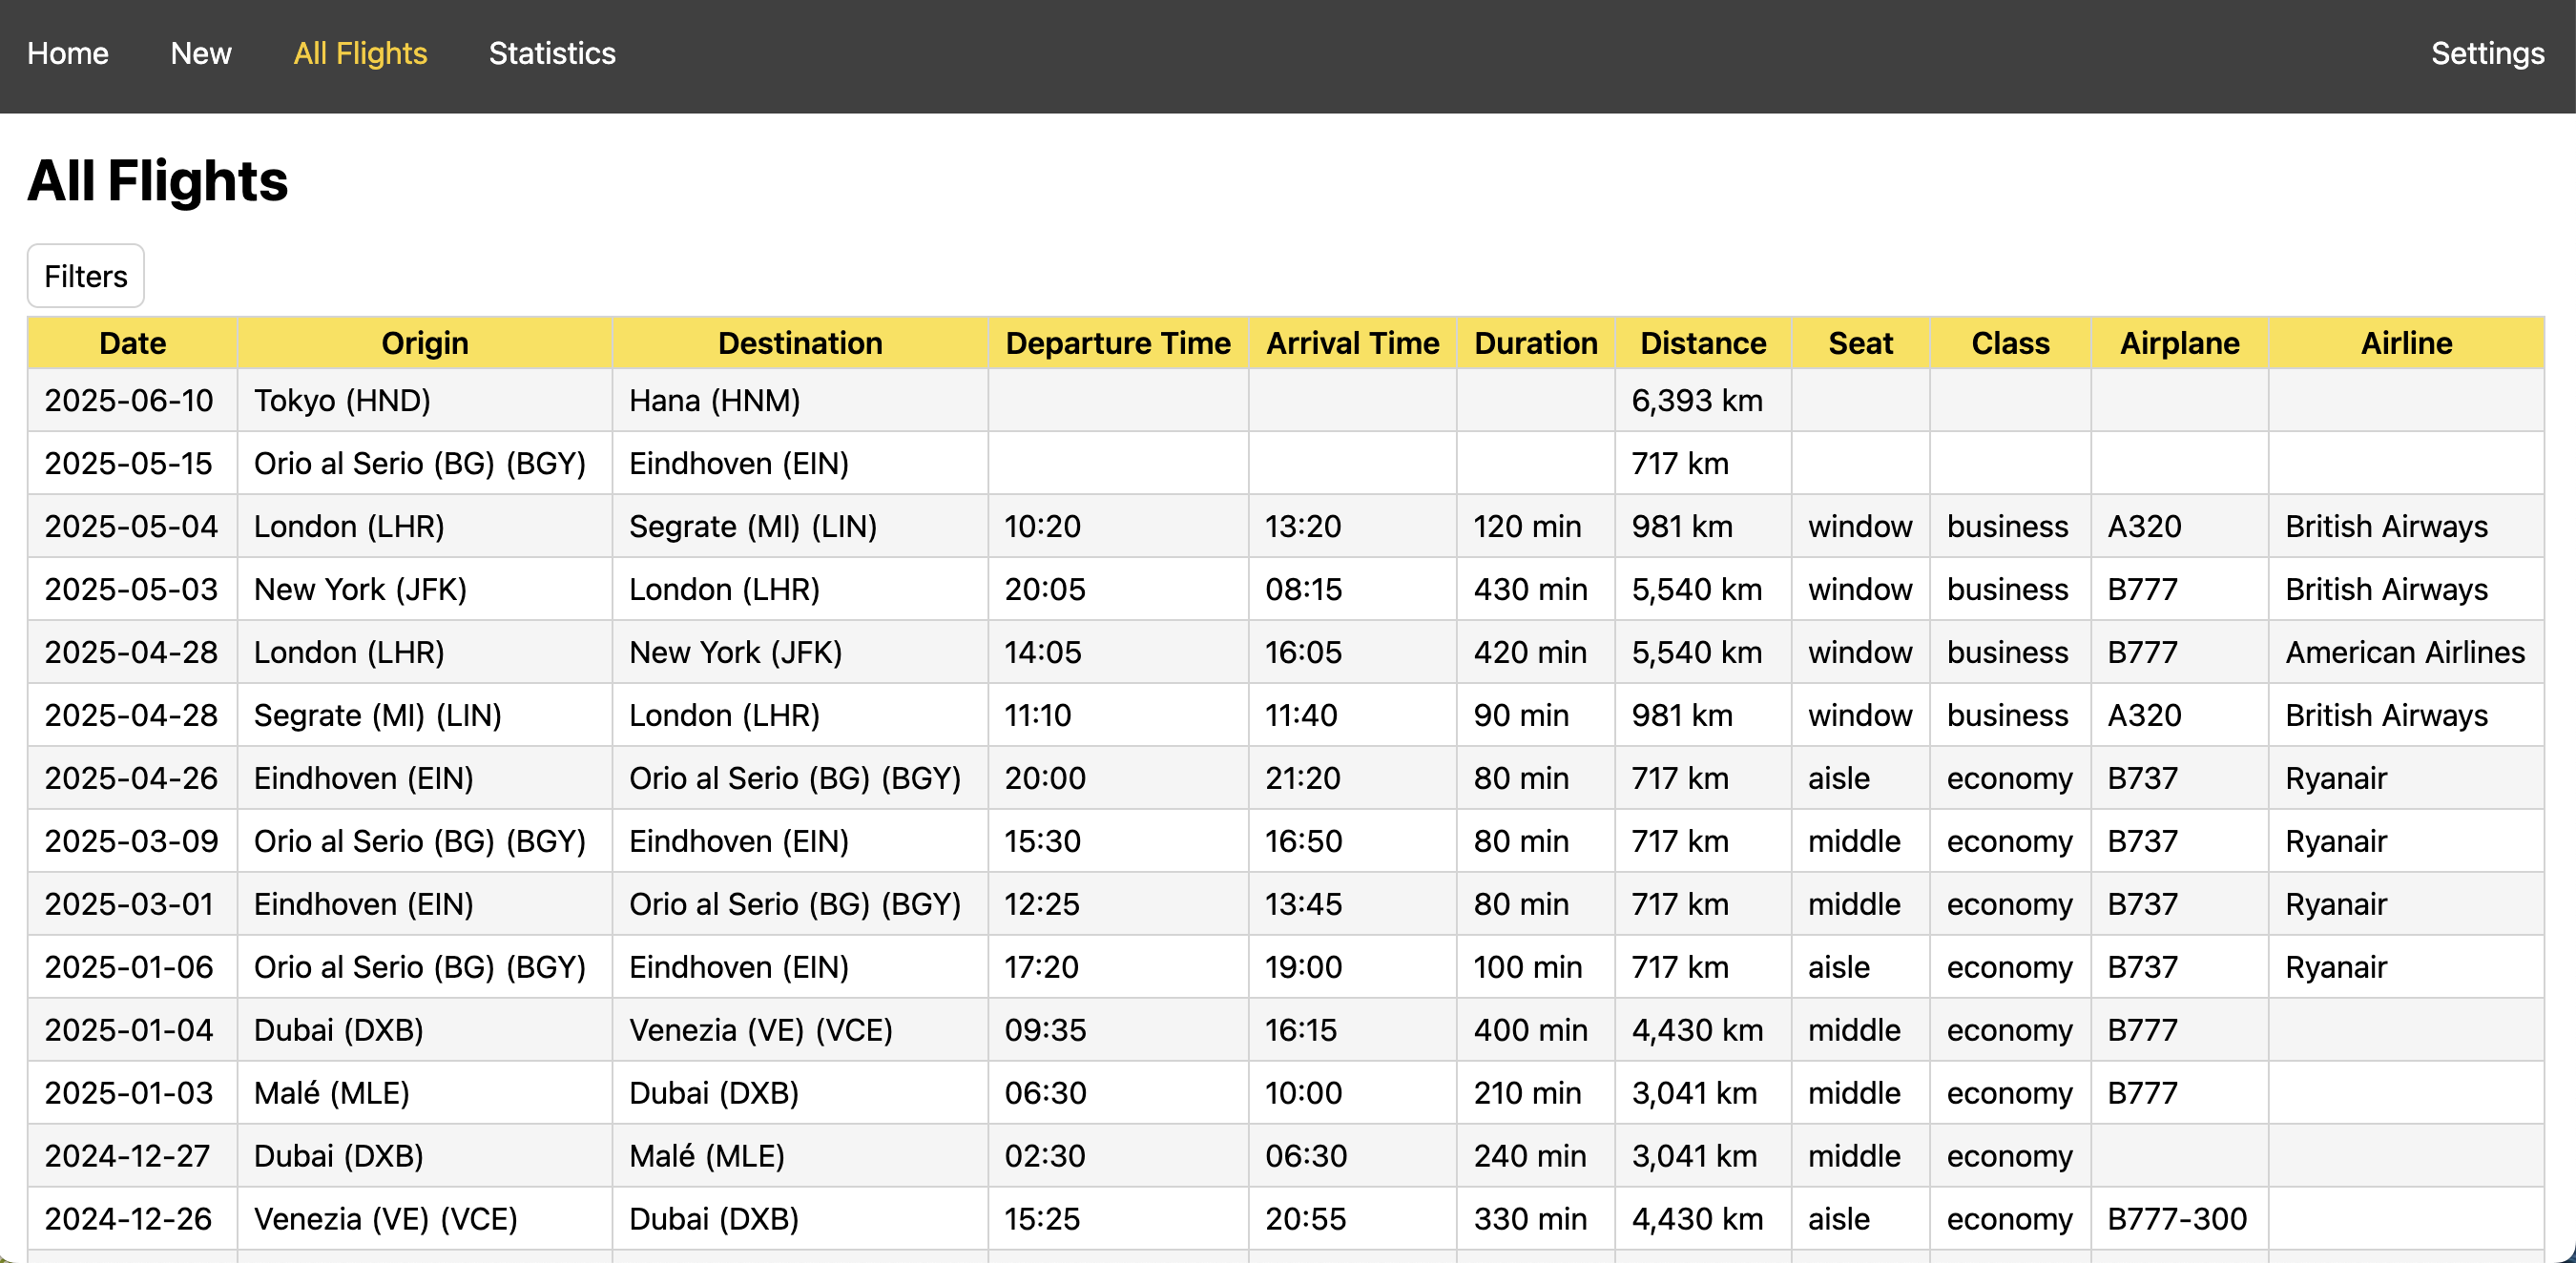 Home New All Flights Statistics Settings
All Flights
Filters
Date Origin Destination Departure Time Arrival Time Duration Distance Seat Class Airplane Airline
2025-06-10 Tokyo (HND) Hana (HNM) 6,393 km
2025-05-15 Orio al Serio (BG) (BGY) Eindhoven (EIN) 717 km
2025-05-04 London (LHR) Segrate (MI) (LIN) 10:20 13:20 120 min 981 km window business A320 British Airways
2025-05-03 New York (JFK) London (LHR) 20:05 08:15 430 min 5,540 km window business B777 British Airways
2025-04-28 London (LHR) New York (JFK) 14:05 16:05 420 min 5,540 km window business B777 American Airlines
2025-04-28 Segrate (MI) (LIN) London (LHR) 11:10 11:40 90 min 981 km window business A320 British Airways
2025-04-26 Eindhoven (EIN) Orio al Serio (BG) (BGY) 20:00 21:20 80 min 717 km aisle economy B737 Ryanair
2025-03-09 Orio al Serio (BG) (BGY) Eindhoven (EIN) 15:30 16:50 80 min 717 km middle economy B737 Ryanair
2025-03-01 Eindhoven (EIN) Orio al Serio (BG) (BGY) 12:25 13:45 80 min 717 km middle economy B737 Ryanair
2025-01-06 Orio al Serio (BG) (BGY) Eindhoven (EIN) 17:20 19:00 100 min 717 km aisle economy B737 Ryanair
2025-01-04 Dubai (DXB) Venezia (VE) (VCE) 09:35 16:15 400 min 4,430 km middle economy B777
2025-01-03 Malé (MLE) Dubai (DXB) 06:30 10:00 210 min 3,041 km middle economy B777
2024-12-27 Dubai (DXB) Malé (MLE) 02:30 06:30 240 min 3,041 km middle economy
2024-12-26 Venezia (VE) (VCE) Dubai (DXB) 15:25 20:55 330 min 4,430 km aisle economy B777-300